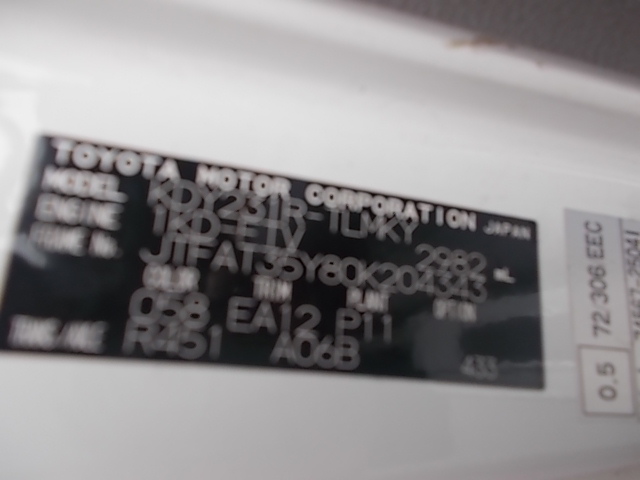 TOYOTA MOTOR CORPORATION JAPAN
MODEL KDY231R-TLMKY
ENGINE 1KD-FTV 2982 mL
FRAME No. JTFAT35Y80K204343
COLOR TRIM PLANT OPTION
058 EA12 P11
TRANS/AXLE R451 A06B 433
72/306 EEC
0.5